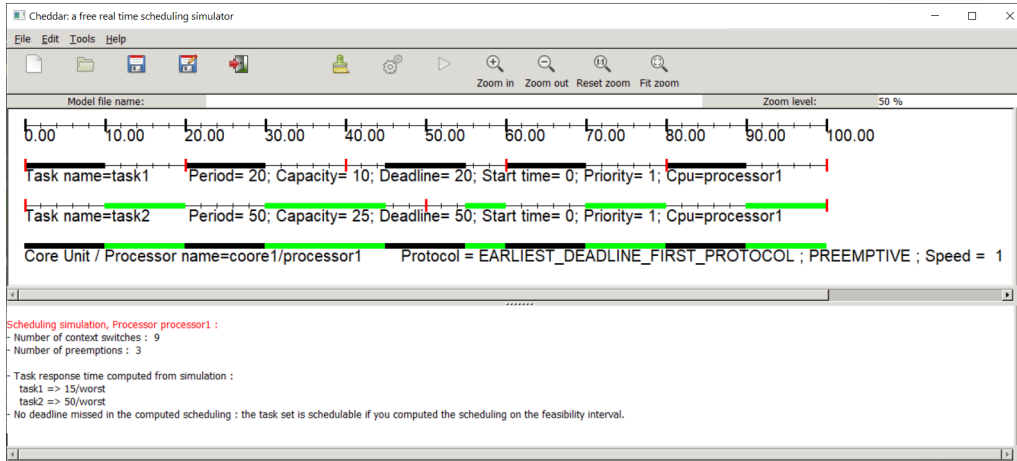 Cheddar: a free real time scheduling simulator
File Edit Tools Help
Zoom in Zoom out Reset zoom Fit zoom
Model file name: Zoom level: 50 %
0.00 10.00 20.00 30.00 40.00 50.00 60.00 70.00 80.00 90.00 100.00
Task name=task1 Period= 20; Capacity= 10; Deadline= 20; Start time= 0; Priority= 1; Cpu=processor1
Task name=task2 Period= 50; Capacity= 25; Deadline= 50; Start time= 0; Priority= 1; Cpu=processor1
Core Unit / Processor name=coore1/processor1 Protocol = EARLIEST_DEADLINE_FIRST_PROTOCOL ; PREEMPTIVE ; Speed = 1
Scheduling simulation, Processor processor1 :
- Number of context switches : 9
- Number of preemptions : 3
- Task response time computed from simulation :
task1 => 15/worst
task2 => 50/worst
- No deadline missed in the computed scheduling : the task set is schedulable if you computed the scheduling on the feasibility interval.